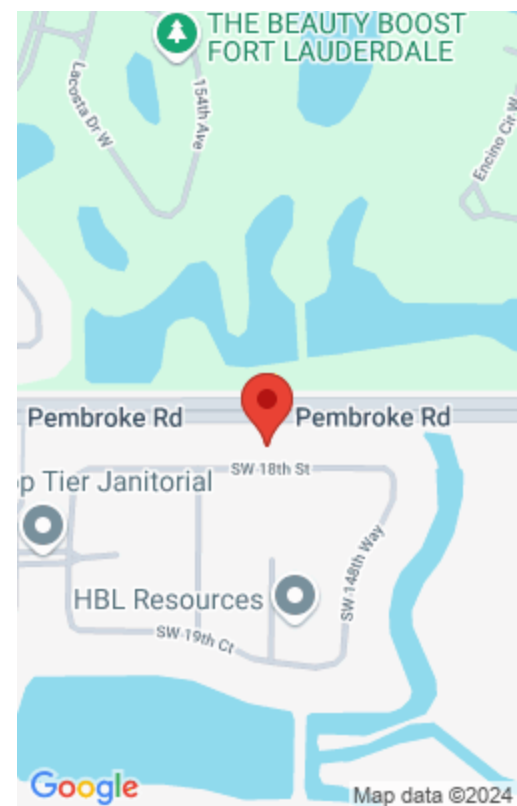 THE BEAUTY BOOST
FORT LAUDERDALE
Lacosta Dr W
154th Ave
Encino Cir W
Pembroke Rd
Pembroke Rd
SW 18th St
op Tier Janitorial
HBL Resources
SW 148th Way
SW 19th Ct
Google
Map data ©2024